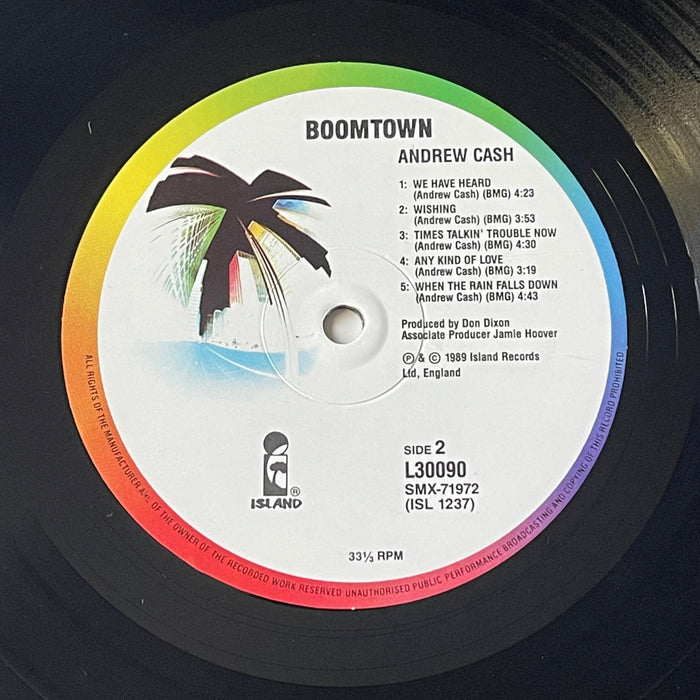 BOOMTOWN
ANDREW CASH
1: WE HAVE HEARD
(Andrew Cash) (BMG) 4:23
2: WISHING
(Andrew Cash) (BMG) 3:53
3: TIMES TALKIN' TROUBLE NOW
(Andrew Cash) (BMG) 4:30
4: ANY KIND OF LOVE
(Andrew Cash) (BMG) 3:19
5: WHEN THE RAIN FALLS DOWN
(Andrew Cash) (BMG) 4:43
Produced by Don Dixon
Associate Producer Jamie Hoover
Ⓟ & © 1989 Island Records
Ltd, England
ISLAND ®
SIDE 2
L30090
SMX-71972
(ISL 1237)
33⅓ RPM
ALL RIGHTS OF THE MANUFACTURER AND OF THE OWNER OF THE RECORDED WORK RESERVED UNAUTHORISED PUBLIC PERFORMANCE BROADCASTING AND COPYING OF THIS RECORD PROHIBITED